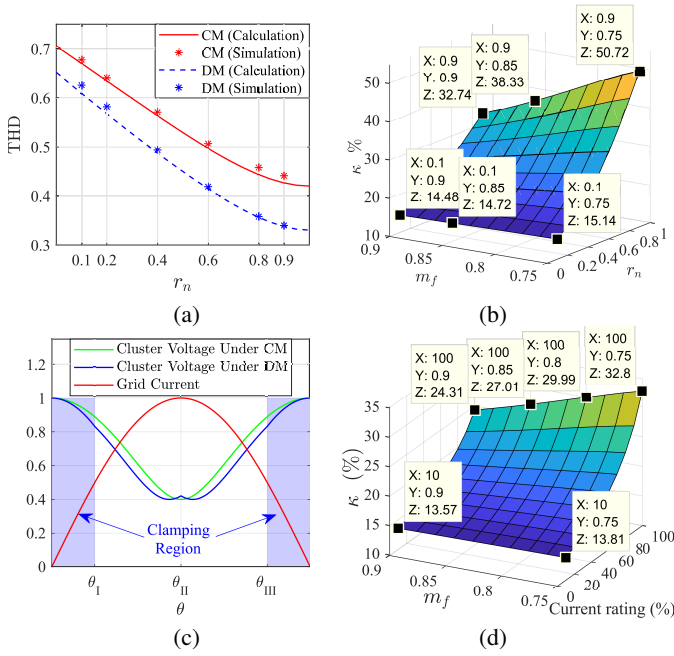 0.7
0.6
0.5
0.4
0.3
THD
CM (Calculation)
CM (Simulation)
DM (Calculation)
DM (Simulation)
0.1 0.2 0.4 0.6 0.8 0.9
r_n
(a)
X: 0.9
Y: 0.9
Z: 32.74
X: 0.9
Y: 0.85
Z: 38.33
X: 0.9
Y: 0.75
Z: 50.72
X: 0.1
Y: 0.9
Z: 14.48
X: 0.1
Y: 0.85
Z: 14.72
X: 0.1
Y: 0.75
Z: 15.14
50
40
30
20
10
κ %
0.9 0.85 0.8 0.75
m_f
0 0.2 0.4 0.6 0.8 1
r_n
(b)
Cluster Voltage Under CM
Cluster Voltage Under DM
Grid Current
1
0.8
0.6
0.4
0.2
0
Clamping
Region
θ_I θ_II θ_III
θ
(c)
X: 100
Y: 0.9
Z: 24.31
X: 100
Y: 0.85
Z: 27.01
X: 100
Y: 0.8
Z: 29.99
X: 100
Y: 0.75
Z: 32.8
X: 10
Y: 0.9
Z: 13.57
X: 10
Y: 0.75
Z: 13.81
35
30
25
20
15
10
κ (%)
0.9 0.85 0.8 0.75
m_f
0 20 40 60 80 100
Current rating (%)
(d)